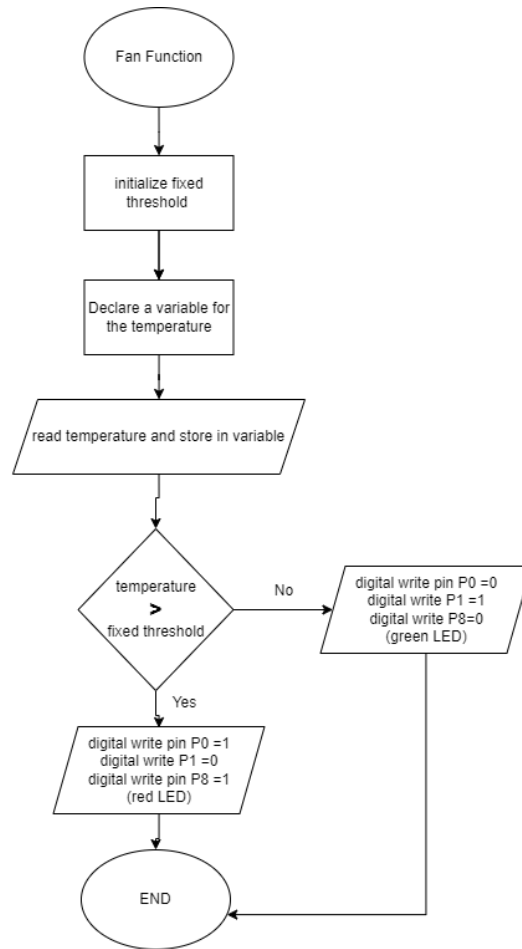 Fan Function
initialize fixed
threshold
Declare a variable for
the temperature
read temperature and store in variable
temperature
>
fixed threshold
No
digital write pin P0 =0
digital write P1 =1
digital write P8=0
(green LED)
Yes
digital write pin P0 =1
digital write P1 =0
digital write pin P8 =1
(red LED)
END